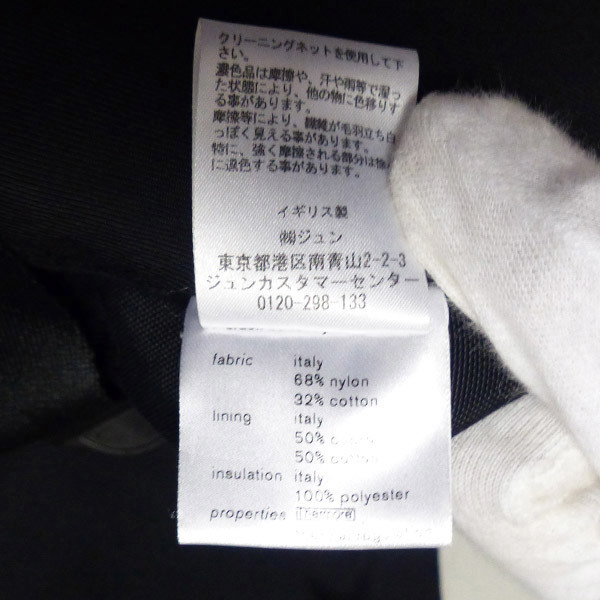 クリーニングネットを使用して下
さい。
濃色品は摩擦や、汗や雨等で湿っ
た状態により、他の物に色移りす
る事があります。
摩擦等により、繊維が毛羽立ち白
っぽく見える事があります。
特に、強く摩擦される部分は
に退色する事があります。
イギリス製
㈱ジュン
東京都港区南青山2-2-3
ジュンカスタマーセンター
0120-298-133
fabric italy
68% nylon
32% cotton
lining italy
50%
50% cotton
insulation italy
100% polyester
properties